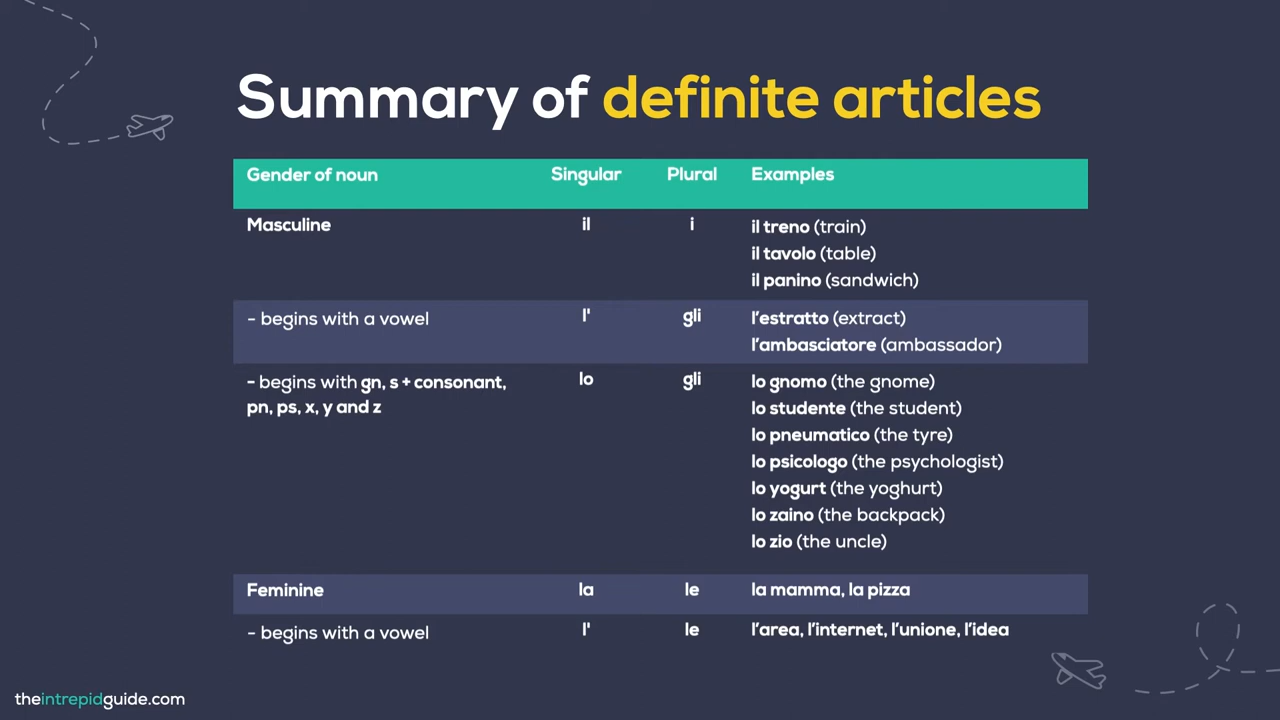 Summary of definite articles
Gender of noun Singular Plural Examples
Masculine il i il treno (train)
il tavolo (table)
il panino (sandwich)
- begins with a vowel l' gli l’estratto (extract)
l’ambasciatore (ambassador)
- begins with gn, s + consonant, lo gli lo gnomo (the gnome)
pn, ps, x, y and z lo studente (the student)
lo pneumatico (the tyre)
lo psicologo (the psychologist)
lo yogurt (the yoghurt)
lo zaino (the backpack)
lo zio (the uncle)
Feminine la le la mamma, la pizza
- begins with a vowel l' le l’area, l’internet, l’unione, l’idea
theintrepidguide.com